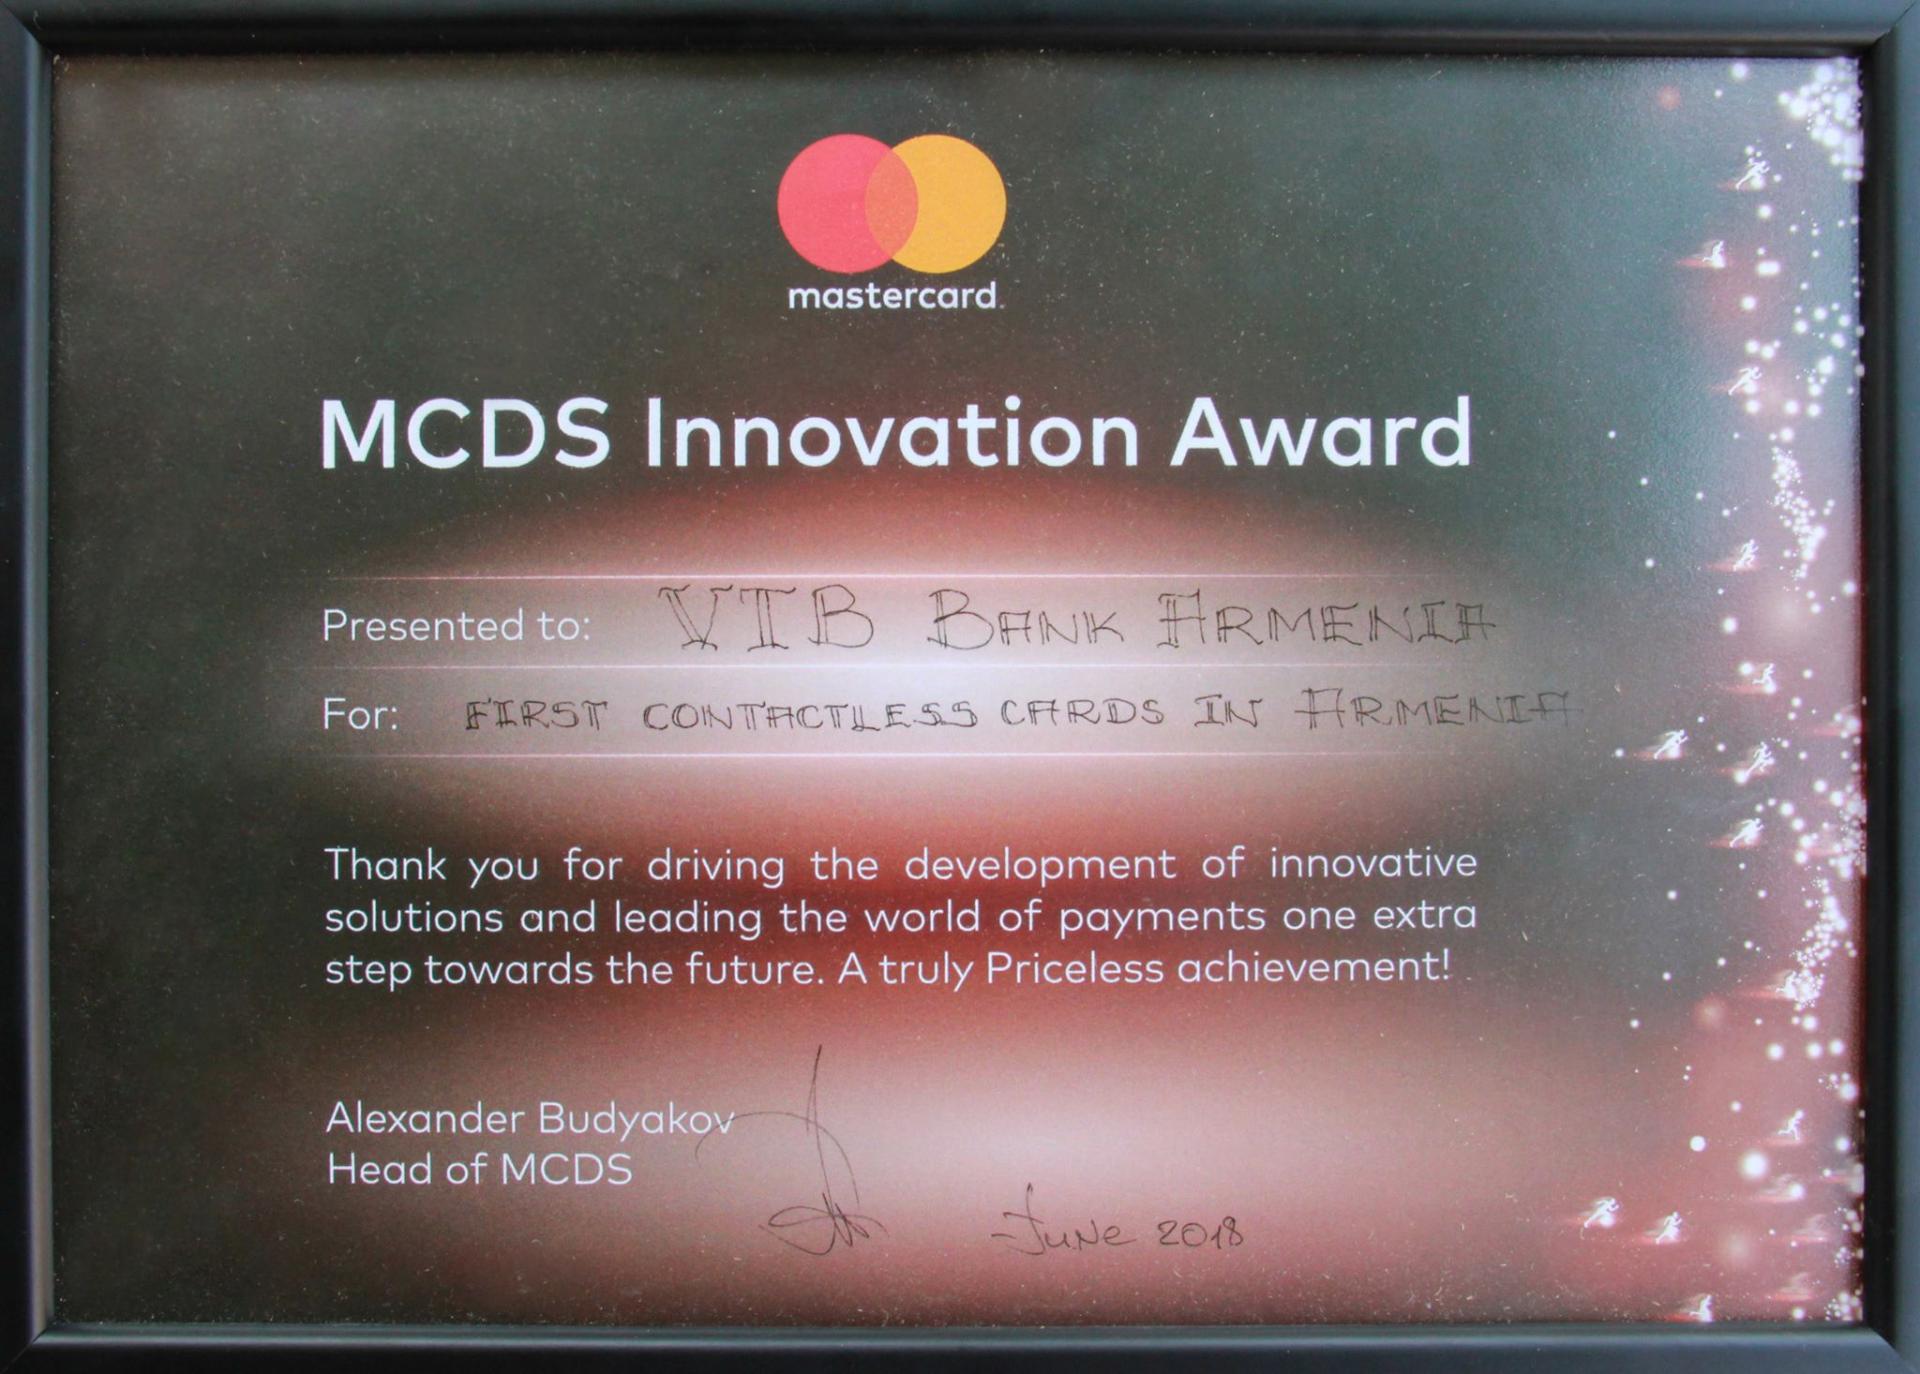 mastercard.
MCDS Innovation Award
Presented to: VTB BANK ARMENIA
For: FIRST CONTACTLESS CARDS IN ARMENIA
Thank you for driving the development of innovative
solutions and leading the world of payments one extra
step towards the future. A truly Priceless achievement!
Alexander Budyakov
Head of MCDS
June 2018